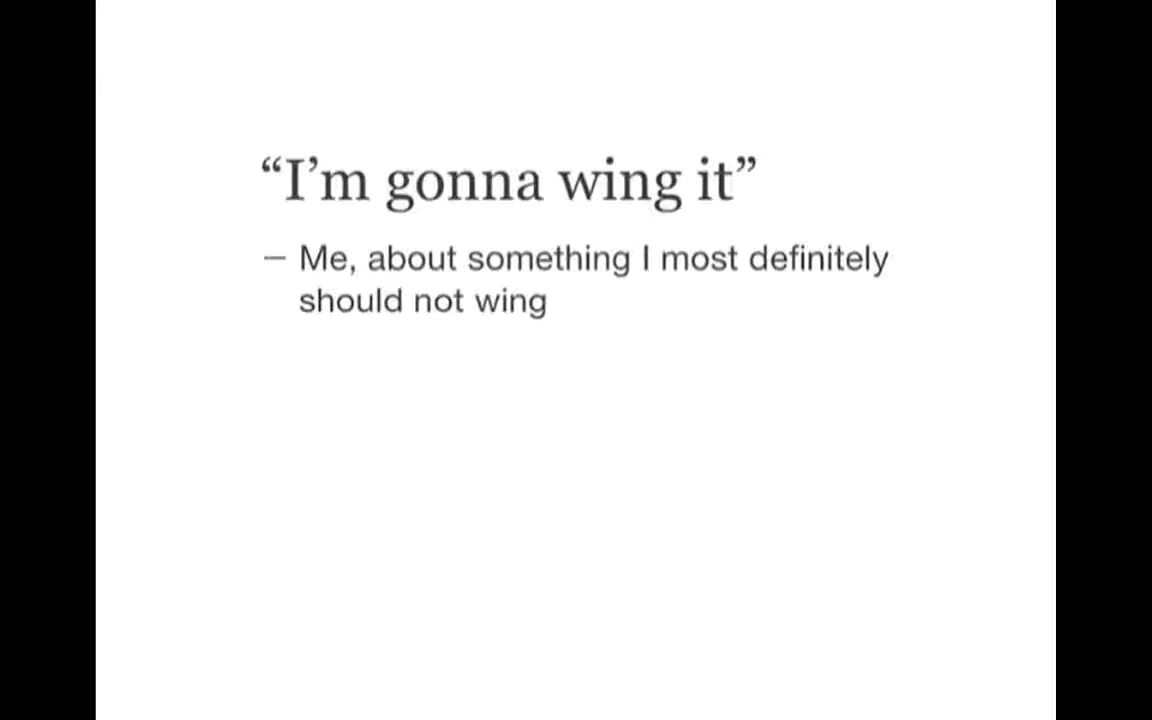 “I’m gonna wing it”
— Me, about something I most definitely
should not wing